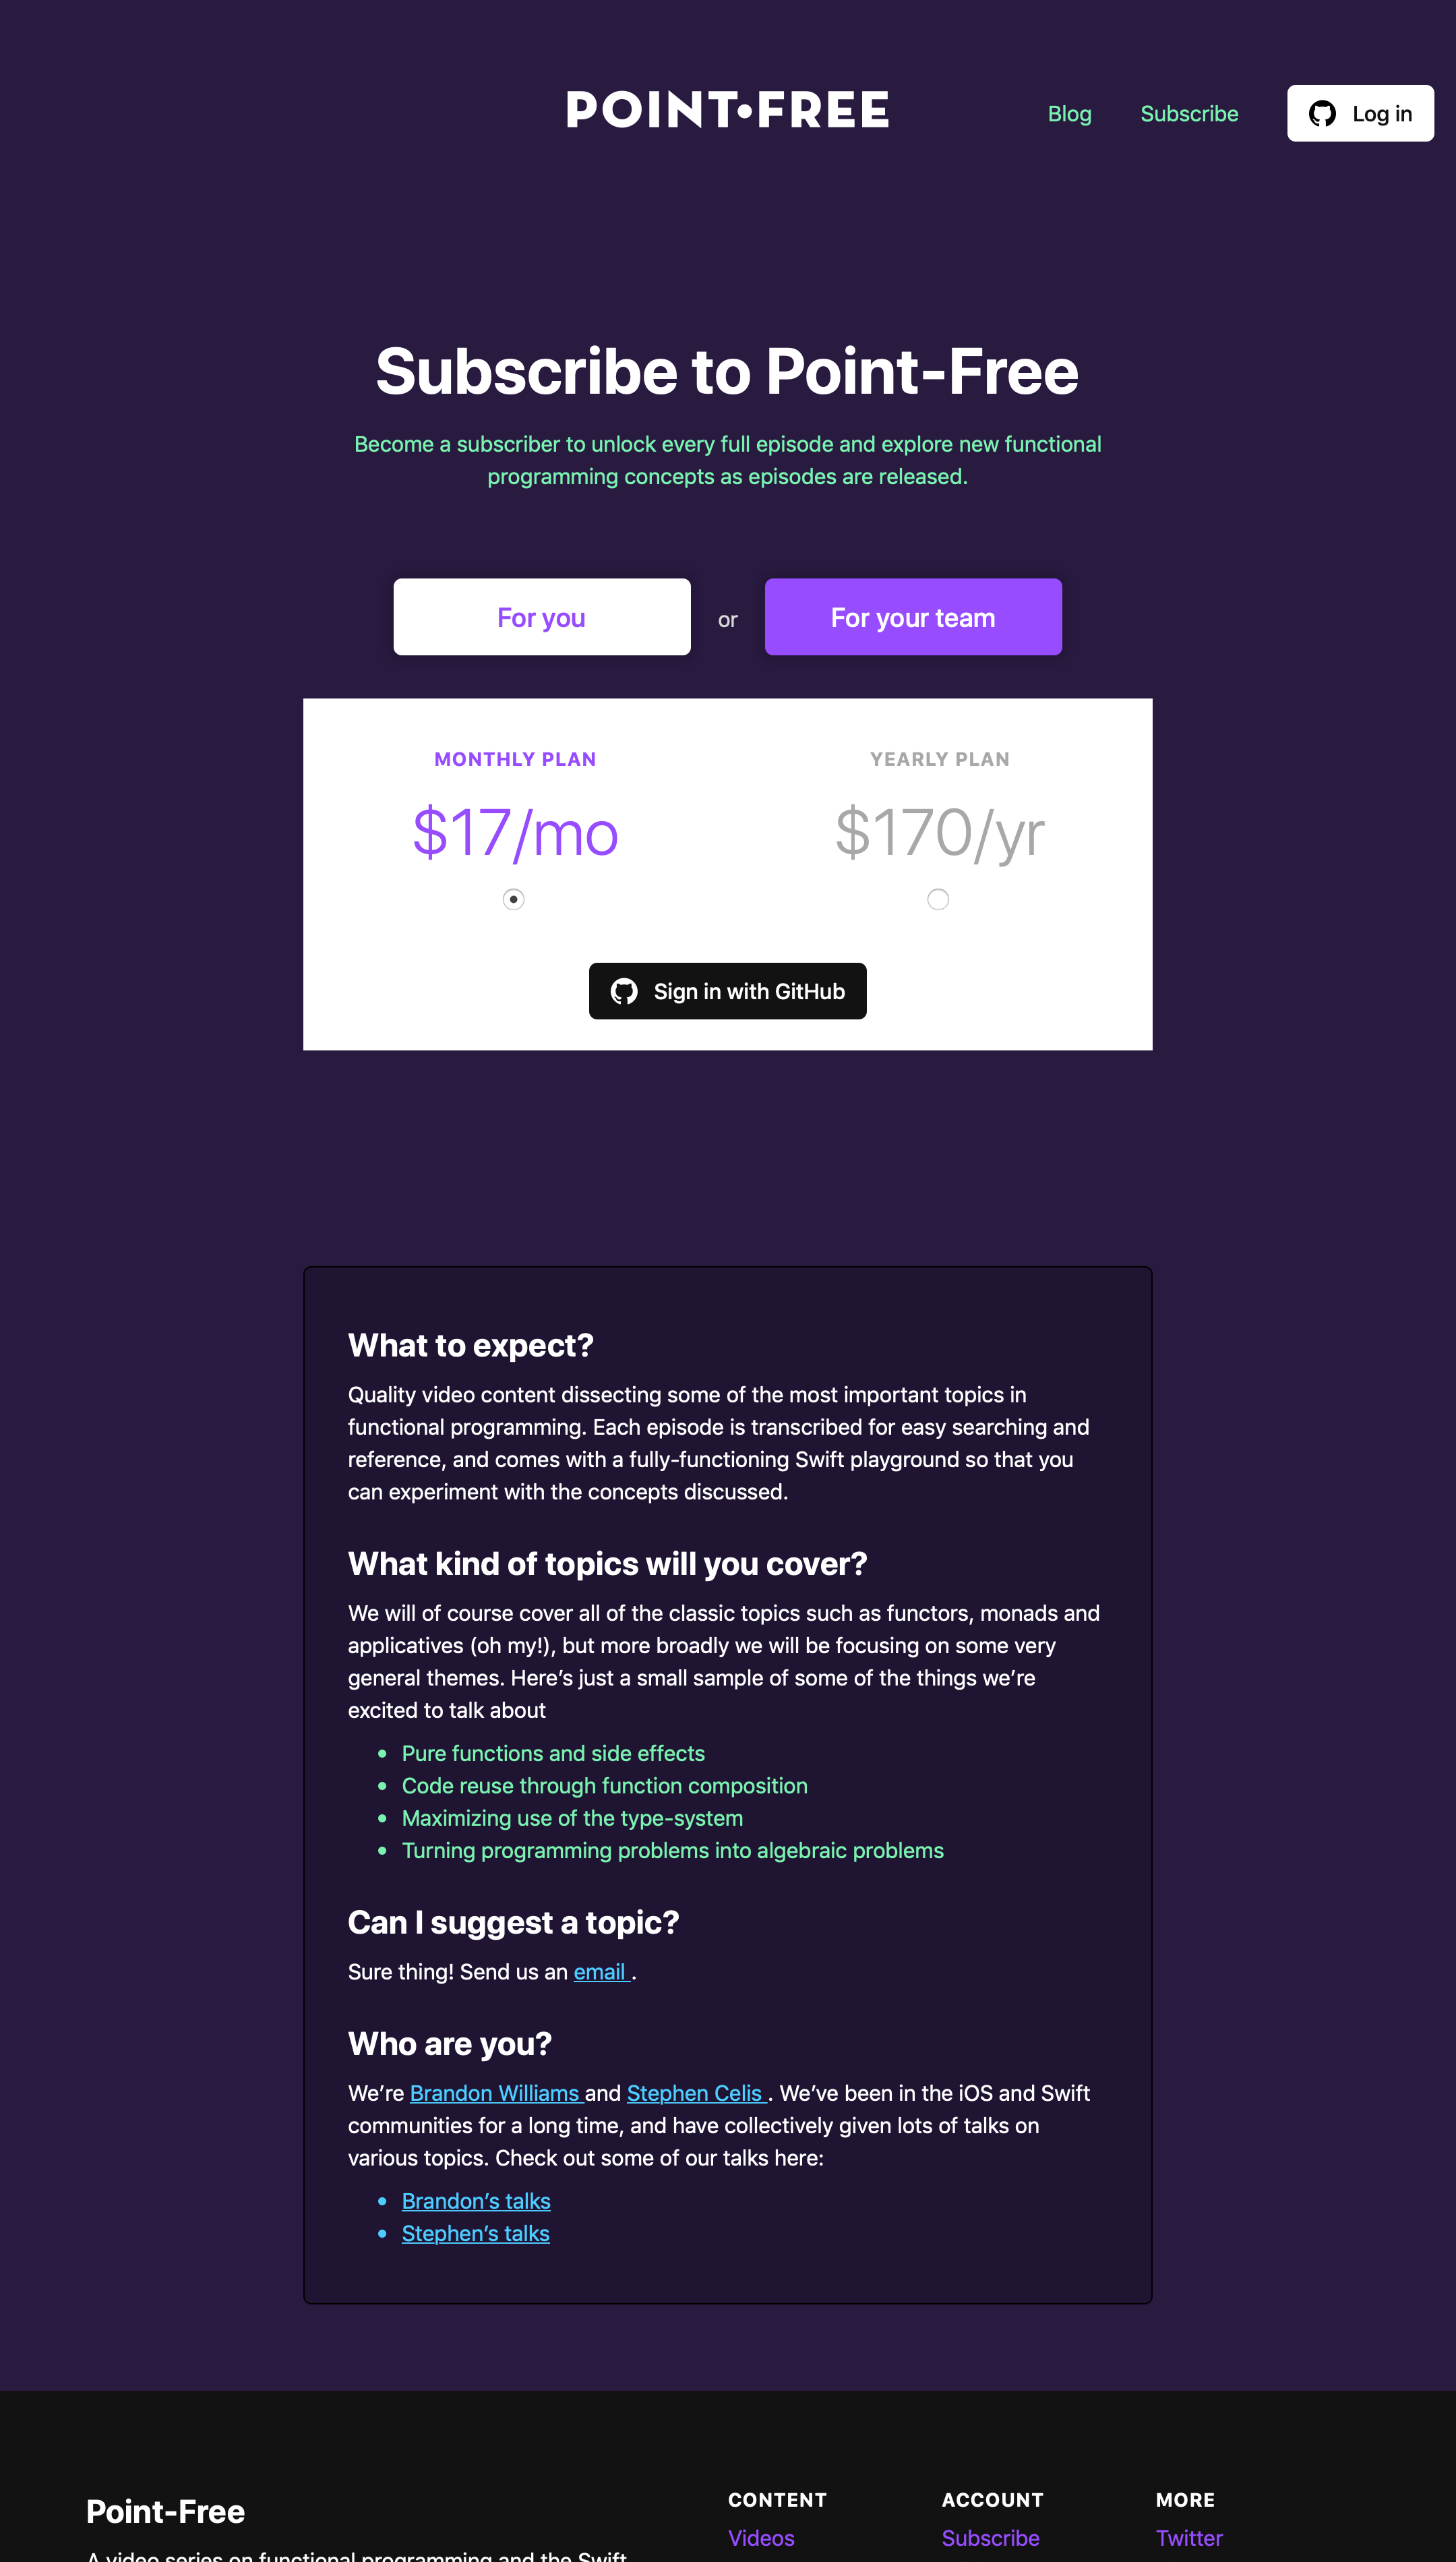 POINT•FREE
Blog
Subscribe
Log in
Subscribe to Point-Free
Become a subscriber to unlock every full episode and explore new functional
programming concepts as episodes are released.
For you
or
For your team
MONTHLY PLAN
$17/mo
YEARLY PLAN
$170/yr
Sign in with GitHub
What to expect?
Quality video content dissecting some of the most important topics in
functional programming. Each episode is transcribed for easy searching and
reference, and comes with a fully-functioning Swift playground so that you
can experiment with the concepts discussed.
What kind of topics will you cover?
We will of course cover all of the classic topics such as functors, monads and
applicatives (oh my!), but more broadly we will be focusing on some very
general themes. Here’s just a small sample of some of the things we’re
excited to talk about
• Pure functions and side effects
• Code reuse through function composition
• Maximizing use of the type-system
• Turning programming problems into algebraic problems
Can I suggest a topic?
Sure thing! Send us an email .
Who are you?
We’re Brandon Williams and Stephen Celis . We’ve been in the iOS and Swift
communities for a long time, and have collectively given lots of talks on
various topics. Check out some of our talks here:
• Brandon’s talks
• Stephen’s talks
Point-Free
A video series on functional programming and the Swift
CONTENT
Videos
ACCOUNT
Subscribe
MORE
Twitter